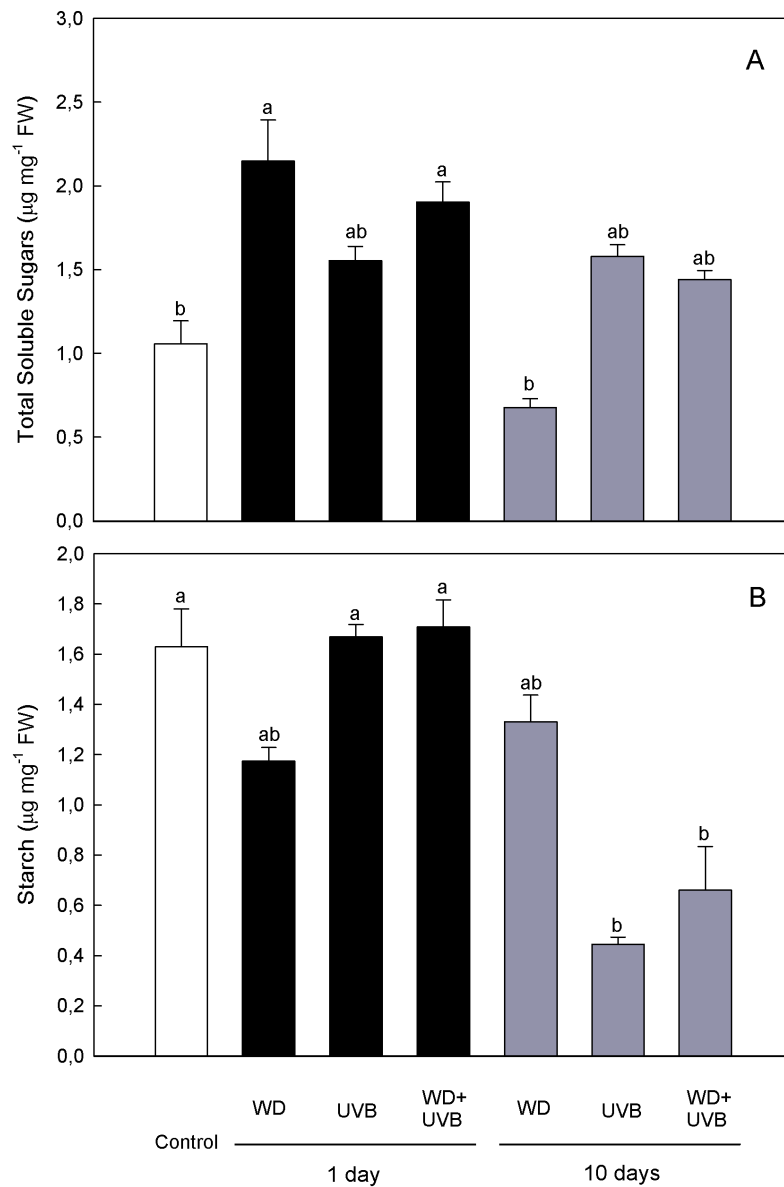 3,0
A
2,5
2,0
1,5
1,0
0,5
0,0
Total Soluble Sugars (μg mg⁻¹ FW)
b
a
ab
a
b
ab
ab
2,0
B
1,8
1,6
1,4
1,2
1,0
0,8
0,6
0,4
0,2
0,0
Starch (μg mg⁻¹ FW)
a
ab
a
a
ab
b
b
Control
WD
UVB
WD+
UVB
WD
UVB
WD+
UVB
1 day
10 days